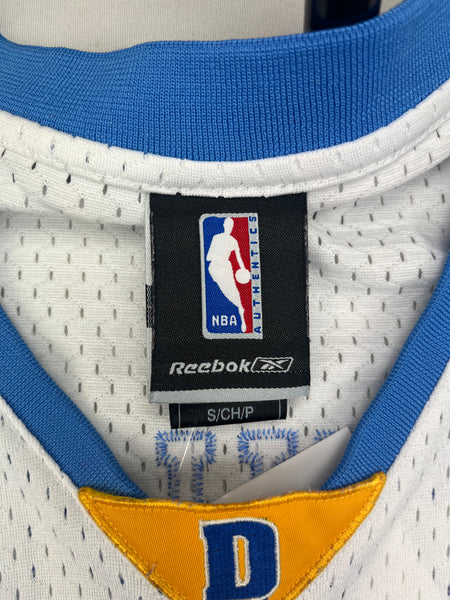 NBA
AUTHENTICS
Reebok
S/CH/P
D